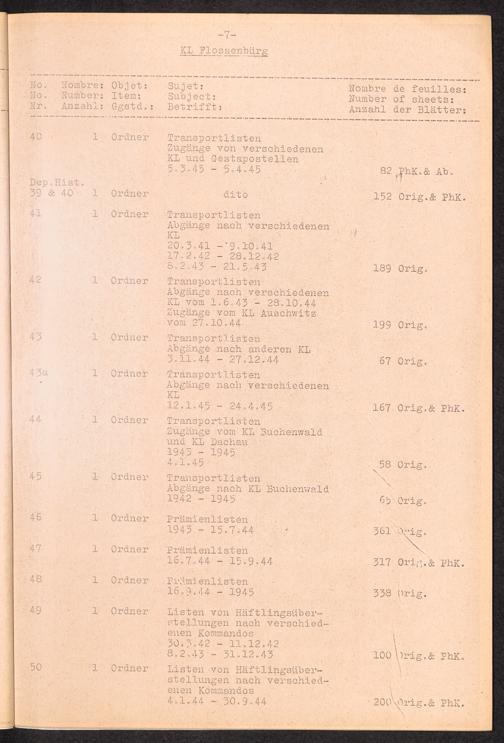 -7-
KL Flossenbürg
No. Nombre: Objet: Sujet: Nombre de feuilles:
No. Number: Item: Subject: Number of sheets:
Nr. Anzahl: Ggstd.: Betrifft: Anzahl der Blätter:
40 1 Ordner Transportlisten
Zugänge von verschiedenen
KL und Gestapostellen
5.3.45 - 5.4.45 82 PhK.& Ab.
Dep.Hist.
39 & 40 1 Ordner dito 152 Orig.& PhK.
41 1 Ordner Transportlisten
Abgänge nach verschiedenen
KL
20.3.41 - 9.10.41
17.2.42 - 28.12.42
8.2.43 - 21.5.43 189 Orig.
42 1 Ordner Transportlisten
Abgänge nach verschiedenen
KL vom 1.6.43 - 28.10.44
Zugänge vom KL Auschwitz
vom 27.10.44 199 Orig.
43 1 Ordner Transportlisten
Abgänge nach anderen KL
3.11.44 - 27.12.44 67 Orig.
43a 1 Ordner Transportlisten
Abgänge nach verschiedenen
KL
12.1.45 - 24.4.45 167 Orig.& PhK.
44 1 Ordner Transportlisten
Zugänge vom KL Buchenwald
und KL Dachau
1943 - 1945
4.1.45 58 Orig.
45 1 Ordner Transportlisten
Abgänge nach KL Buchenwald
1942 - 1945 65 Orig.
46 1 Ordner Prämienlisten
1943 - 15.7.44 361 Orig.
47 1 Ordner Prämienlisten
16.7.44 - 15.9.44 317 Orig.& PhK.
48 1 Ordner Prämienlisten
16.9.44 - 1945 338 Orig.
49 1 Ordner Listen von Häftlingsüber-
stellungen nach verschied-
enen Kommandos
30.3.42 - 11.12.42
8.2.43 - 31.12.43 100 Orig.& PhK.
50 1 Ordner Listen von Häftlingsüber-
stellungen nach verschied-
enen Kommandos
4.1.44 - 30.9.44 200 Orig.& PhK.